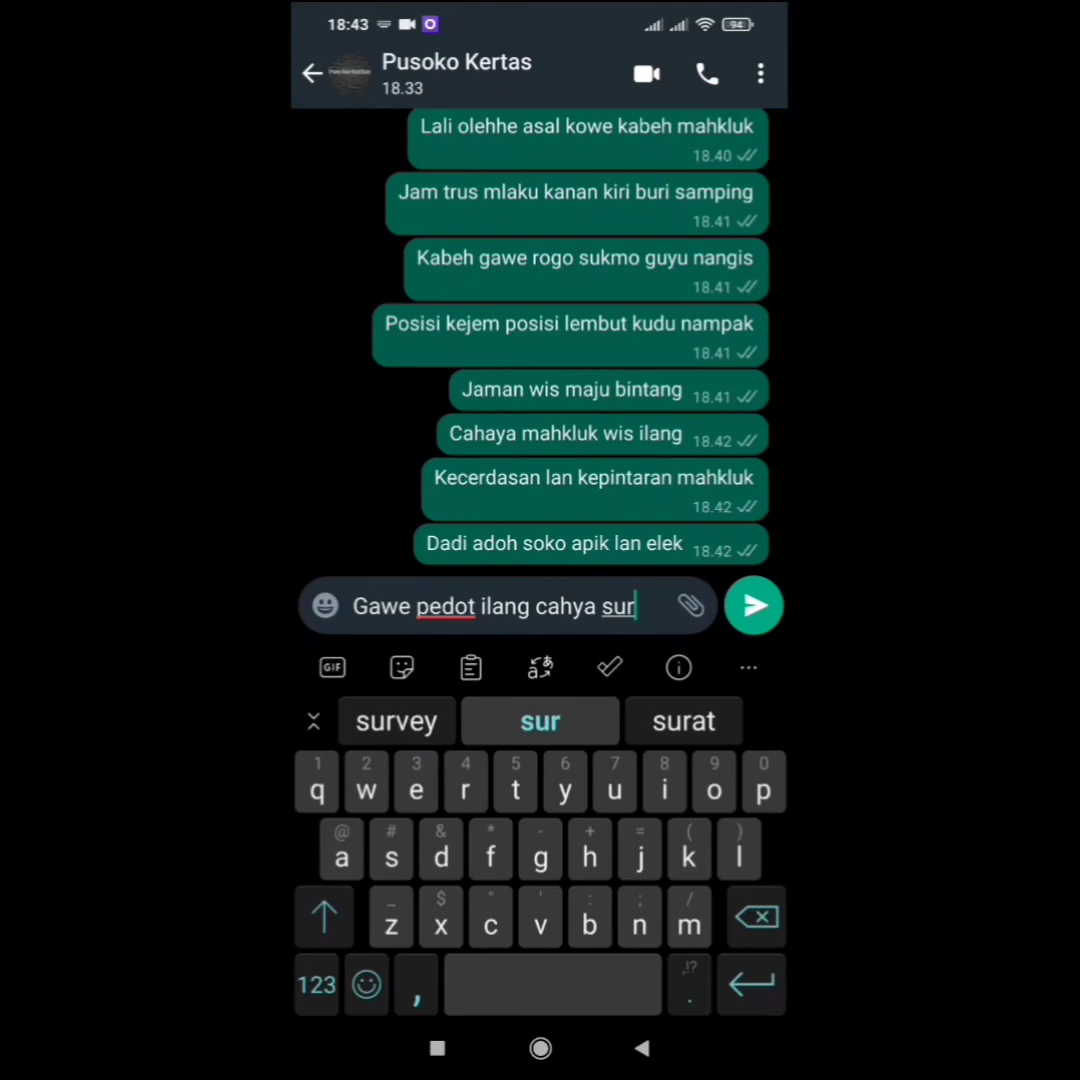 18:43 94
Pusoko Kertas
18.33
Lali olehhe asal kowe kabeh mahkluk
18.40
Jam trus mlaku kanan kiri buri samping
18.41
Kabeh gawe rogo sukmo guyu nangis
18.41
Posisi kejem posisi lembut kudu nampak
18.41
Jaman wis maju bintang 18.41
Cahaya mahkluk wis ilang 18.42
Kecerdasan lan kepintaran mahkluk
18.42
Dadi adoh soko apik lan elek 18.42
Gawe pedot ilang cahya sur
GIF
survey sur surat
1 2 3 4 5 6 7 8 9 0
q w e r t y u i o p
@ # & * - + = ( )
a s d f g h j k l
_ $ " ' : ; /
z x c v b n m
,!?
123 , .